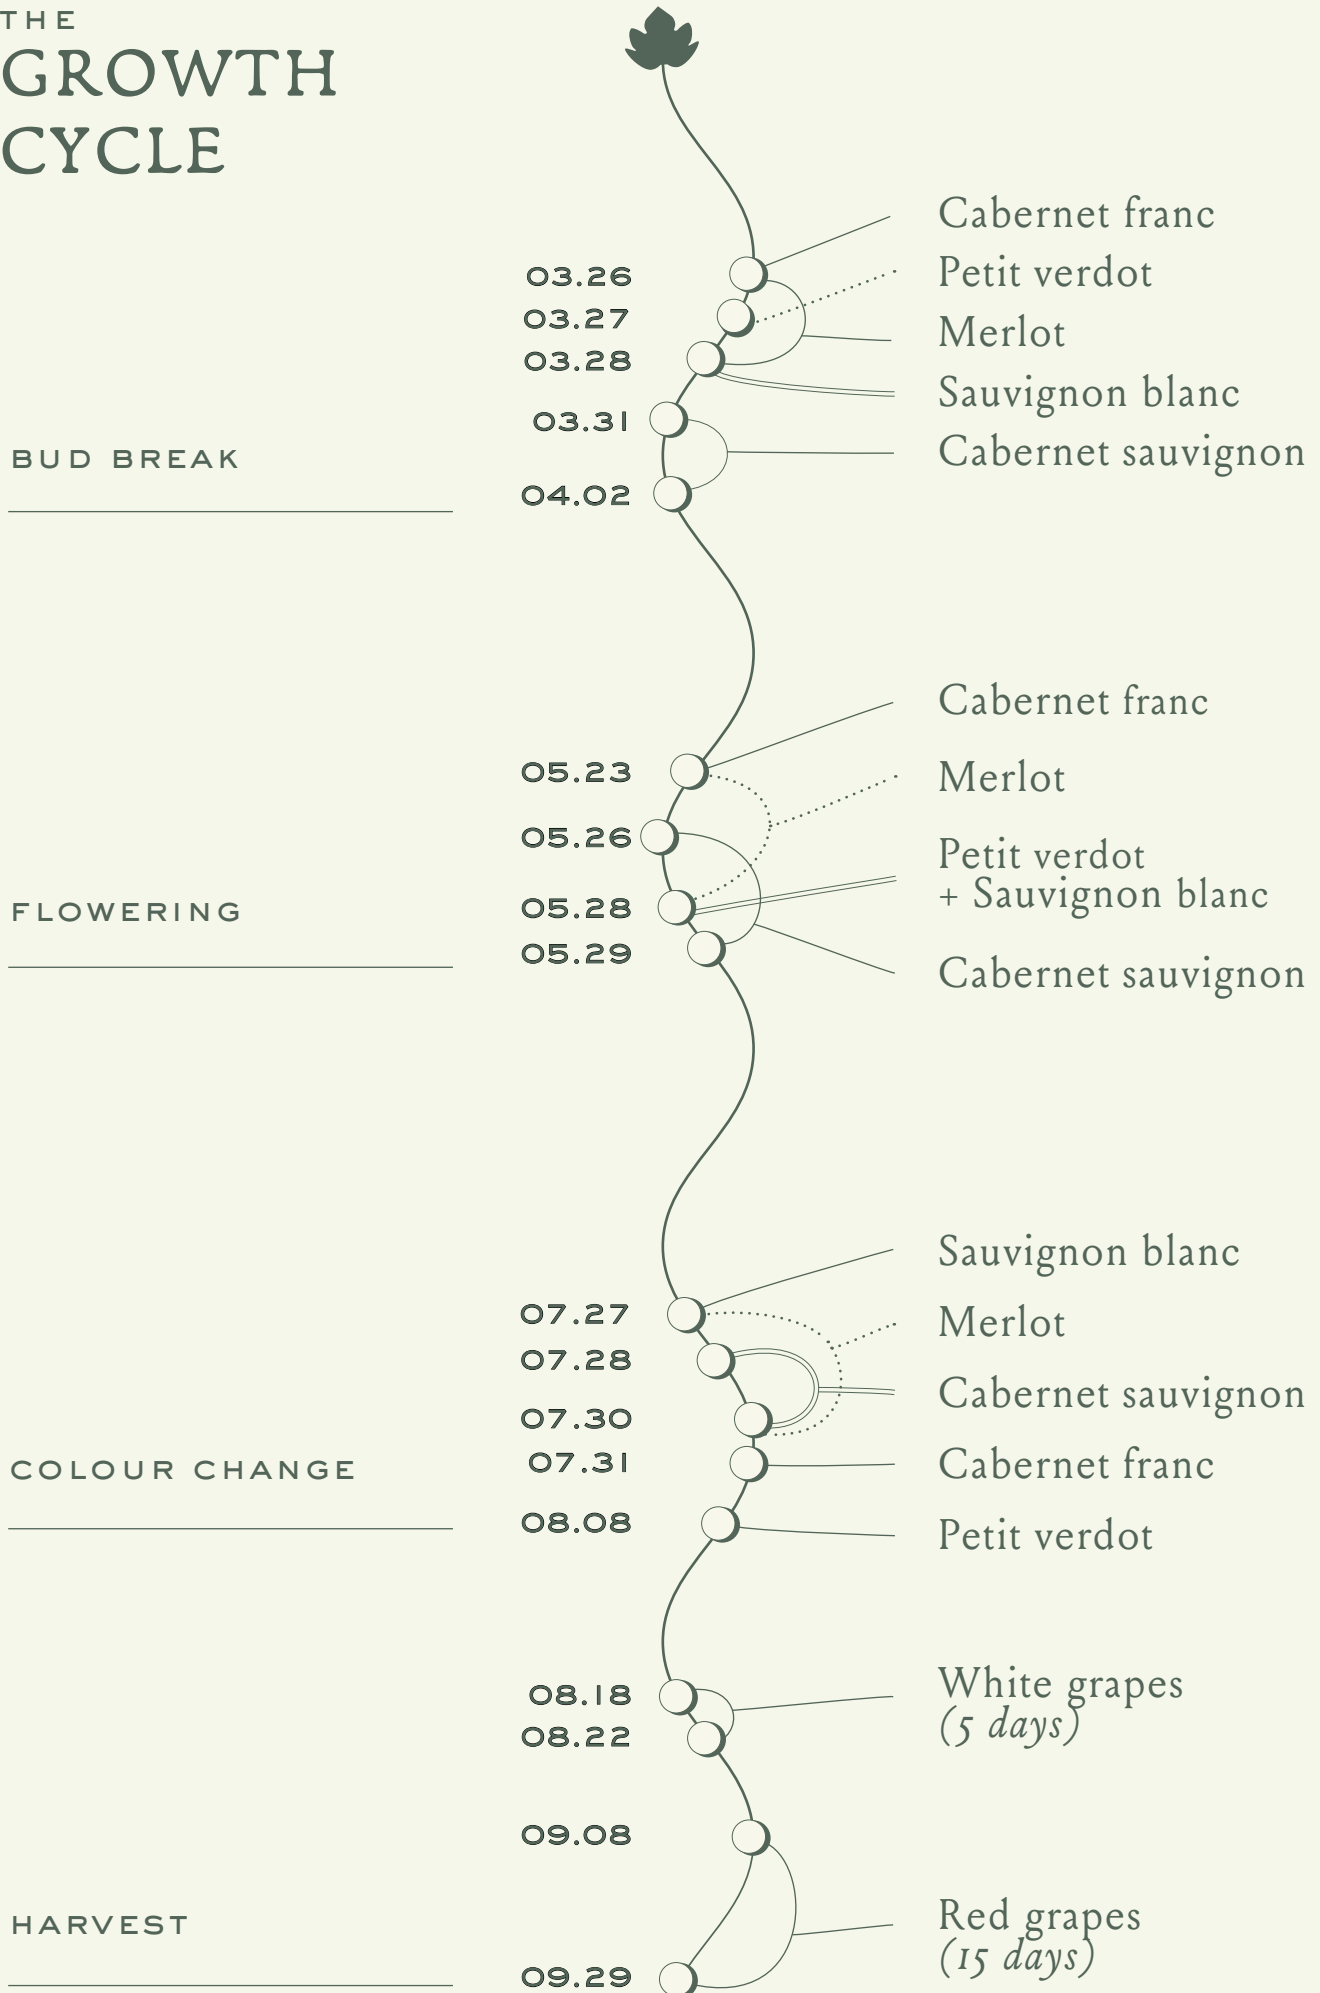 THE
GROWTH
CYCLE
Cabernet franc
03.26
Petit verdot
03.27
Merlot
03.28
Sauvignon blanc
03.31
Cabernet sauvignon
BUD BREAK
04.02
Cabernet franc
05.23
Merlot
05.26
Petit verdot
+ Sauvignon blanc
FLOWERING
05.28
05.29
Cabernet sauvignon
Sauvignon blanc
07.27
Merlot
07.28
Cabernet sauvignon
07.30
07.31
Cabernet franc
COLOUR CHANGE
08.08
Petit verdot
08.18
White grapes
(5 days)
08.22
09.08
HARVEST
Red grapes
(15 days)
09.29